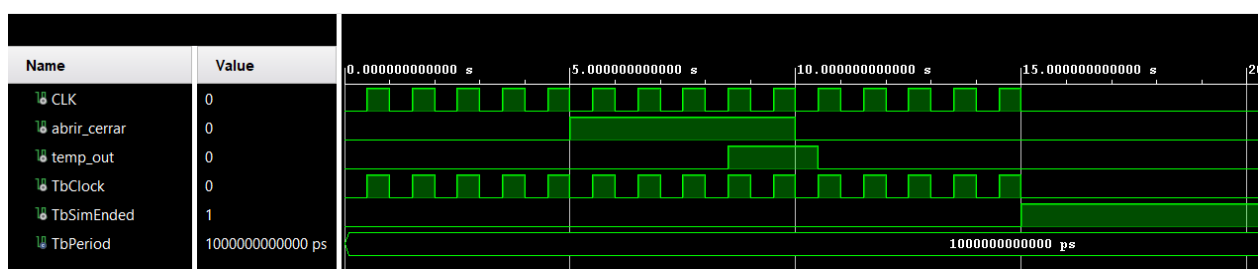 Name Value
0.000000000000 s 5.000000000000 s 10.000000000000 s 15.000000000000 s 20
CLK 0
abrir_cerrar 0
temp_out 0
TbClock 0
TbSimEnded 1
TbPeriod 1000000000000 ps 1000000000000 ps